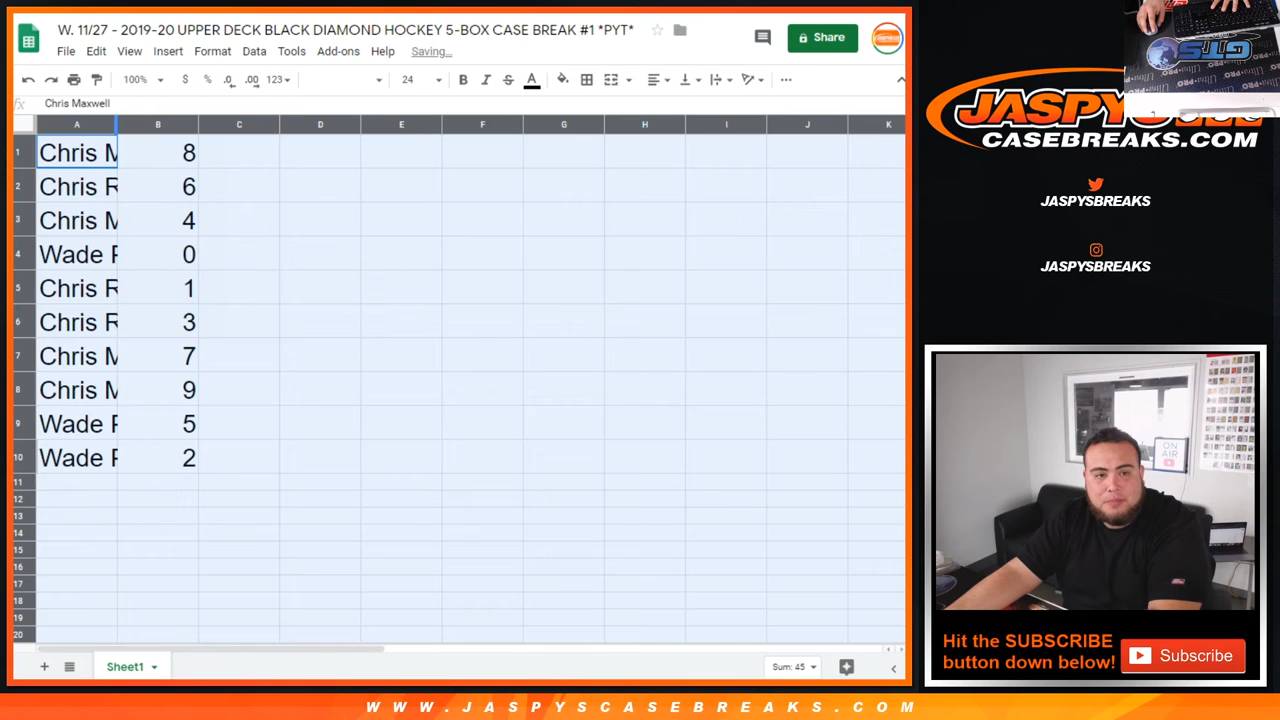 W. 11/27 - 2019-20 UPPER DECK BLACK DIAMOND HOCKEY 5-BOX CASE BREAK #1 *PYT*
File Edit View Insert Format Data Tools Add-ons Help Saving...
Share
100% $ % .0 .00 123 24 B I S A
fx Chris Maxwell
A B C D E F G H I J K
1 Chris M 8
2 Chris R 6
3 Chris M 4
4 Wade P 0
5 Chris R 1
6 Chris R 3
7 Chris M 7
8 Chris M 9
9 Wade P 5
10 Wade P 2
11
12
13
14
15
16
17
18
19
20
Sheet1
Sum: 45
GTS
CASEBREAKS.COM
JASPYSBREAKS
JASPYSBREAKS
ON AIR
Hit the SUBSCRIBE
button down below!
Subscribe
WWW.JASPYSCASEBREAKS.COM